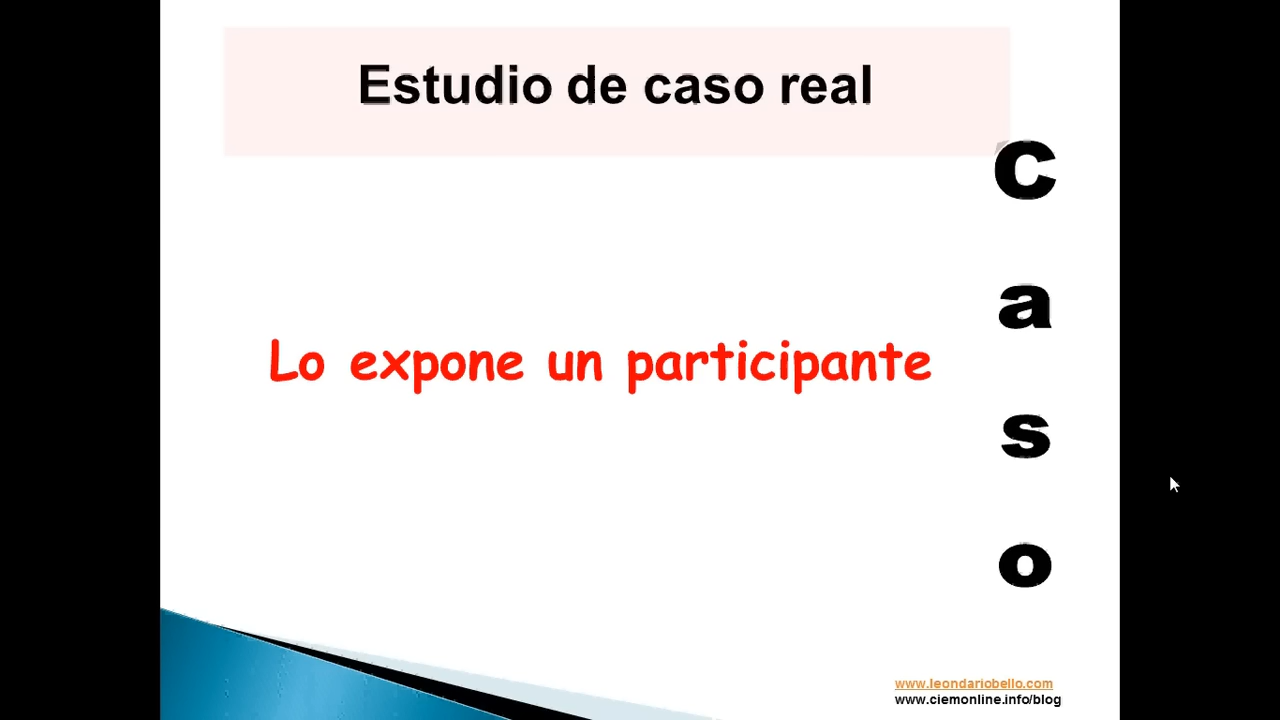 Estudio de caso real
Lo expone un participante
C
a
s
o
www.leondariobello.com
www.ciemonline.info/blog